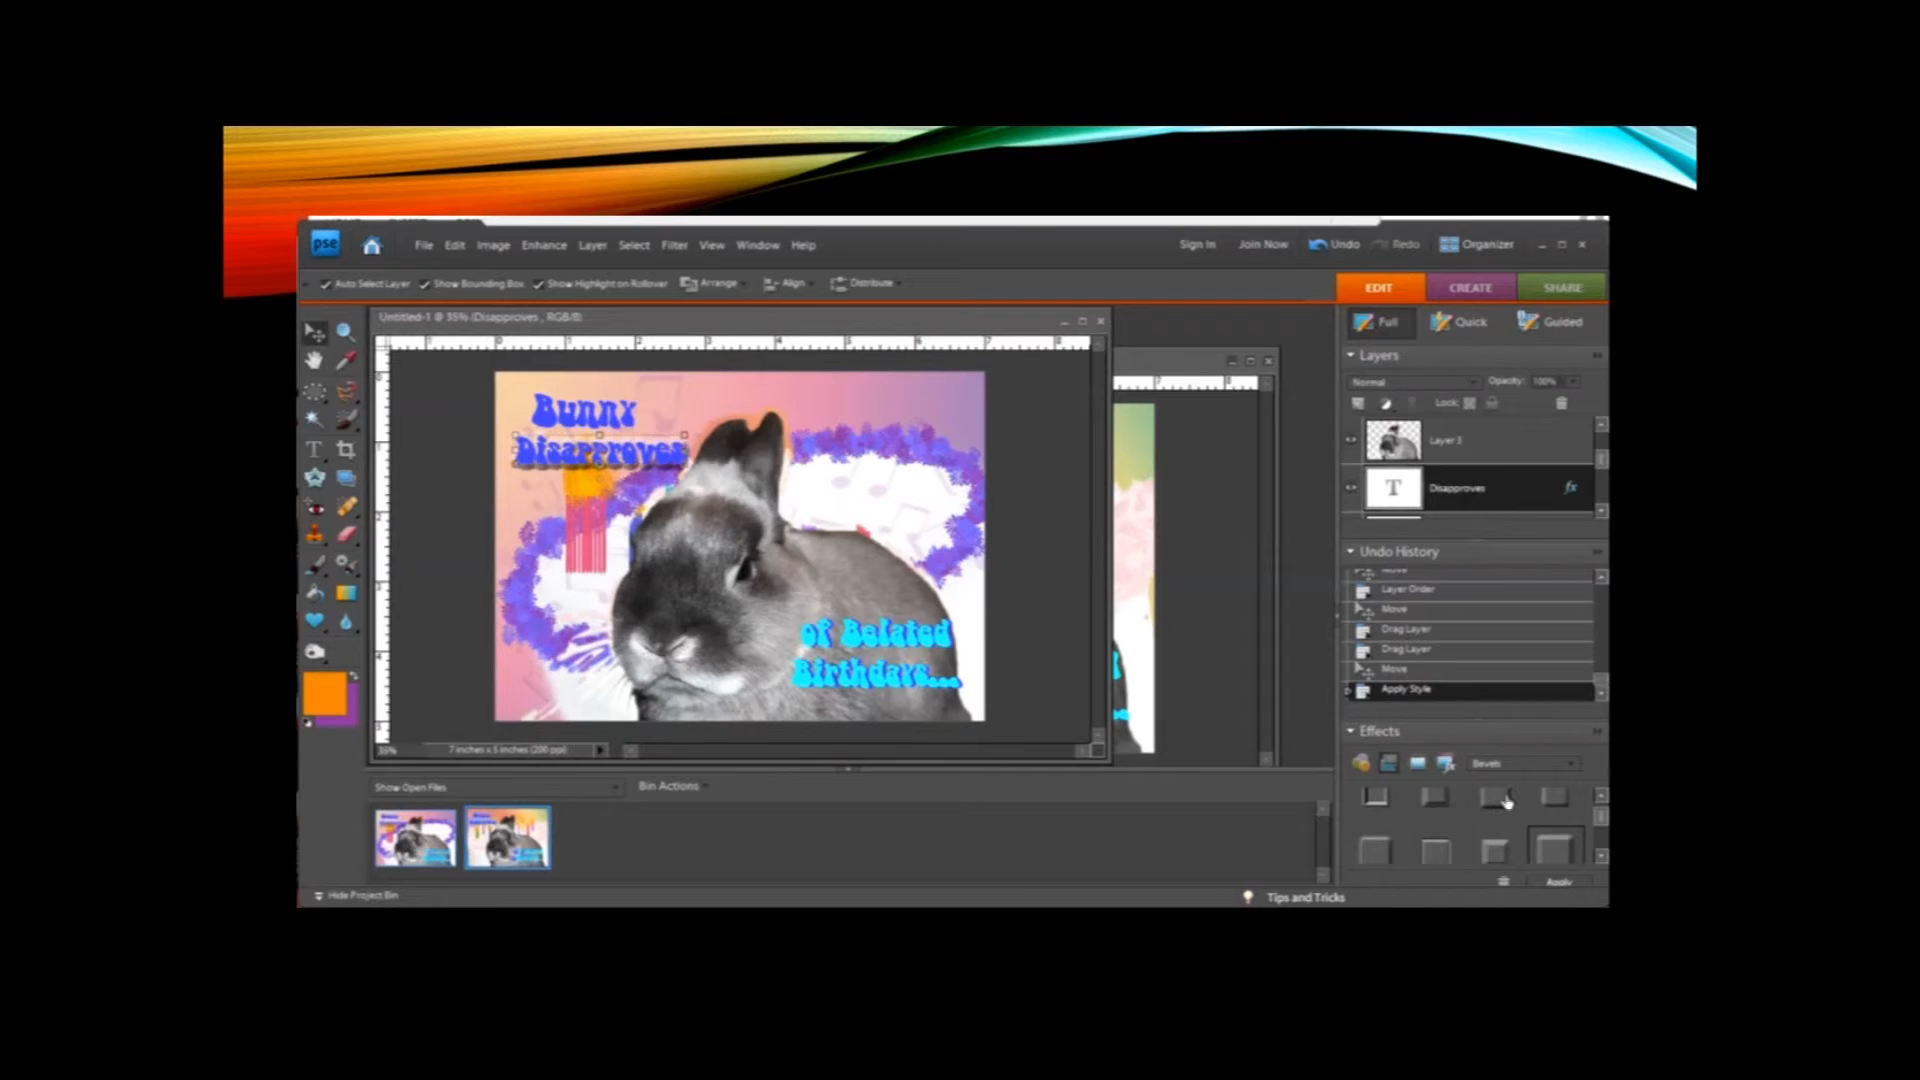 pse File Edit Image Enhance Layer Select Filter View Window Help Sign In Join Now Undo Redo Organizer
Auto Select Layer Show Bounding Box Show Highlight on Rollover Arrange Align Distribute
EDIT CREATE SHARE
Untitled-1 @ 35% (Disapproves , RGB/8)
Full Quick Guided
Layers
Normal Opacity: 100%
Lock:
Layer 3
T Disapproves fx
Bunny
Disapproves
of Belated
Birthdays...
Undo History
Move
Layer Order
Move
Drag Layer
Drag Layer
Move
Apply Style
Effects
Bevels
Apply
35% 7 inches x 5 inches (200 ppi)
Show Open Files Bin Actions
Hide Project Bin
Tips and Tricks